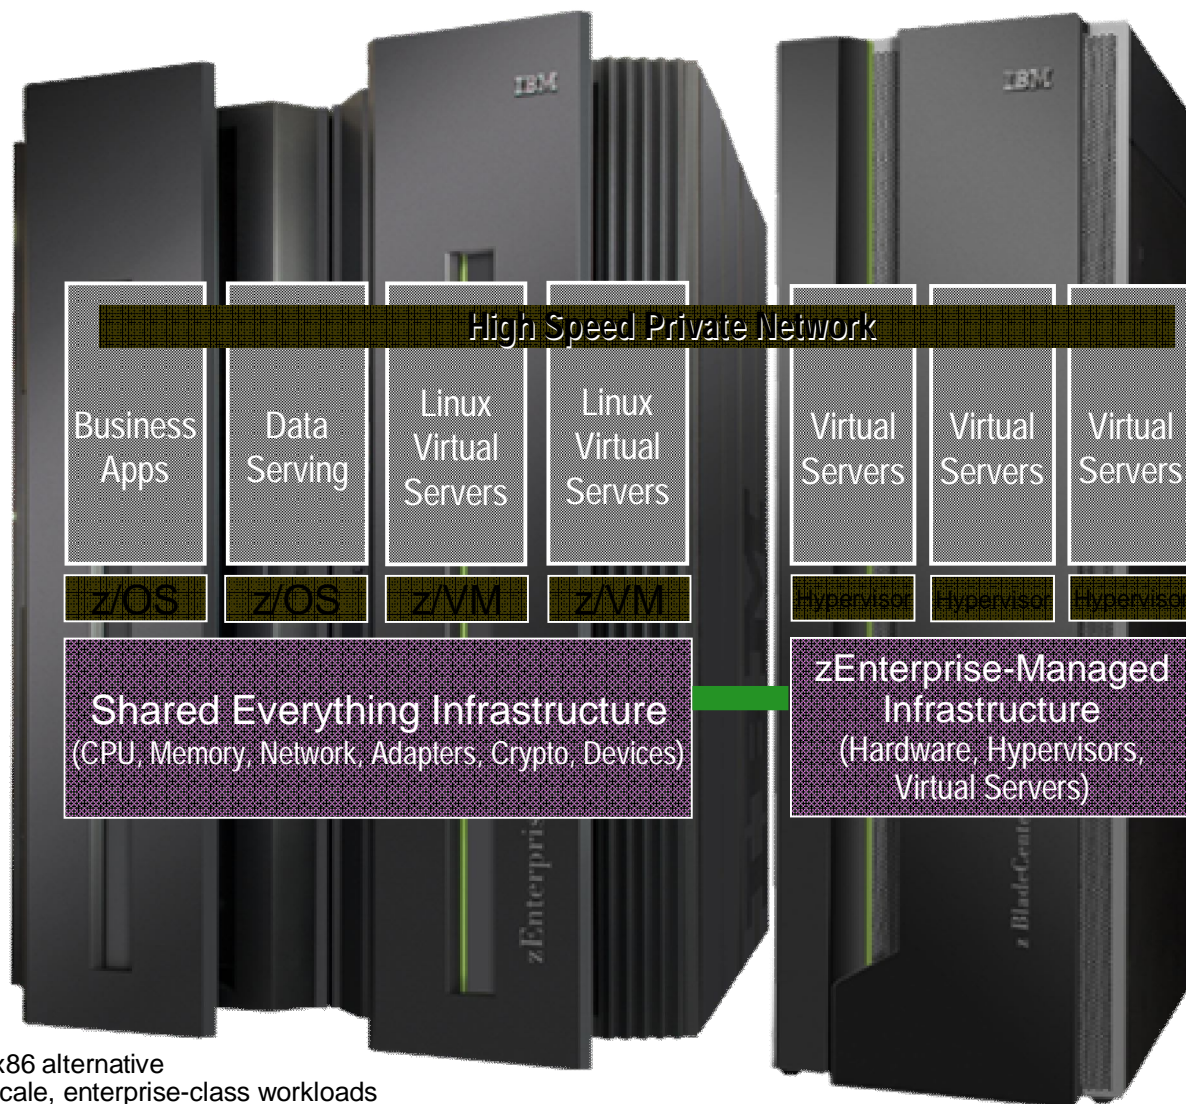 IBM
IBM
High Speed Private Network
Business
Apps
Data
Serving
Linux
Virtual
Servers
Linux
Virtual
Servers
Virtual
Servers
Virtual
Servers
Virtual
Servers
z/OS
z/OS
z/VM
z/VM
Hypervisor
Hypervisor
Hypervisor
Shared Everything Infrastructure
(CPU, Memory, Network, Adapters, Crypto, Devices)
zEnterprise-Managed
Infrastructure
(Hardware, Hypervisors,
Virtual Servers)
zEnterpris
z BladeCent
x86 alternative
cale, enterprise-class workloads